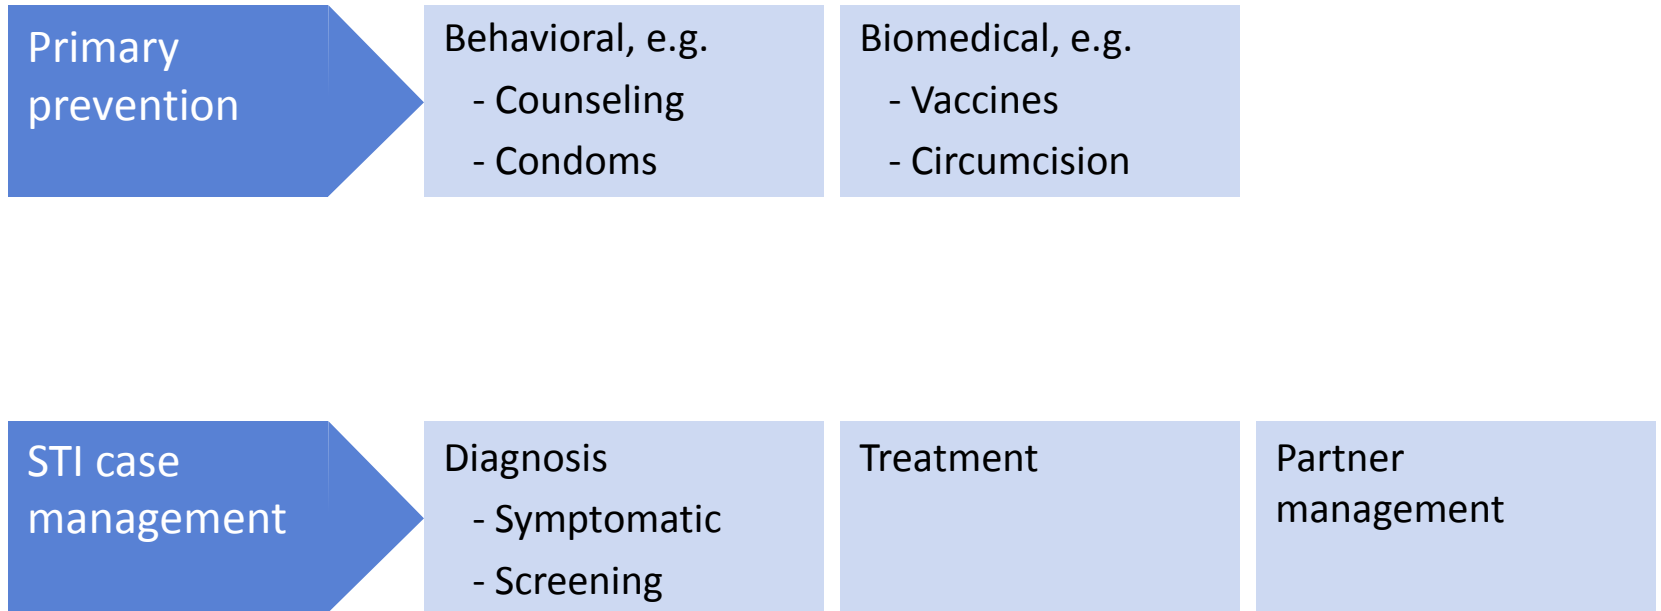 Primary
prevention
Behavioral, e.g.
- Counseling
- Condoms
Biomedical, e.g.
- Vaccines
- Circumcision
STI case
management
Diagnosis
- Symptomatic
- Screening
Treatment
Partner
management